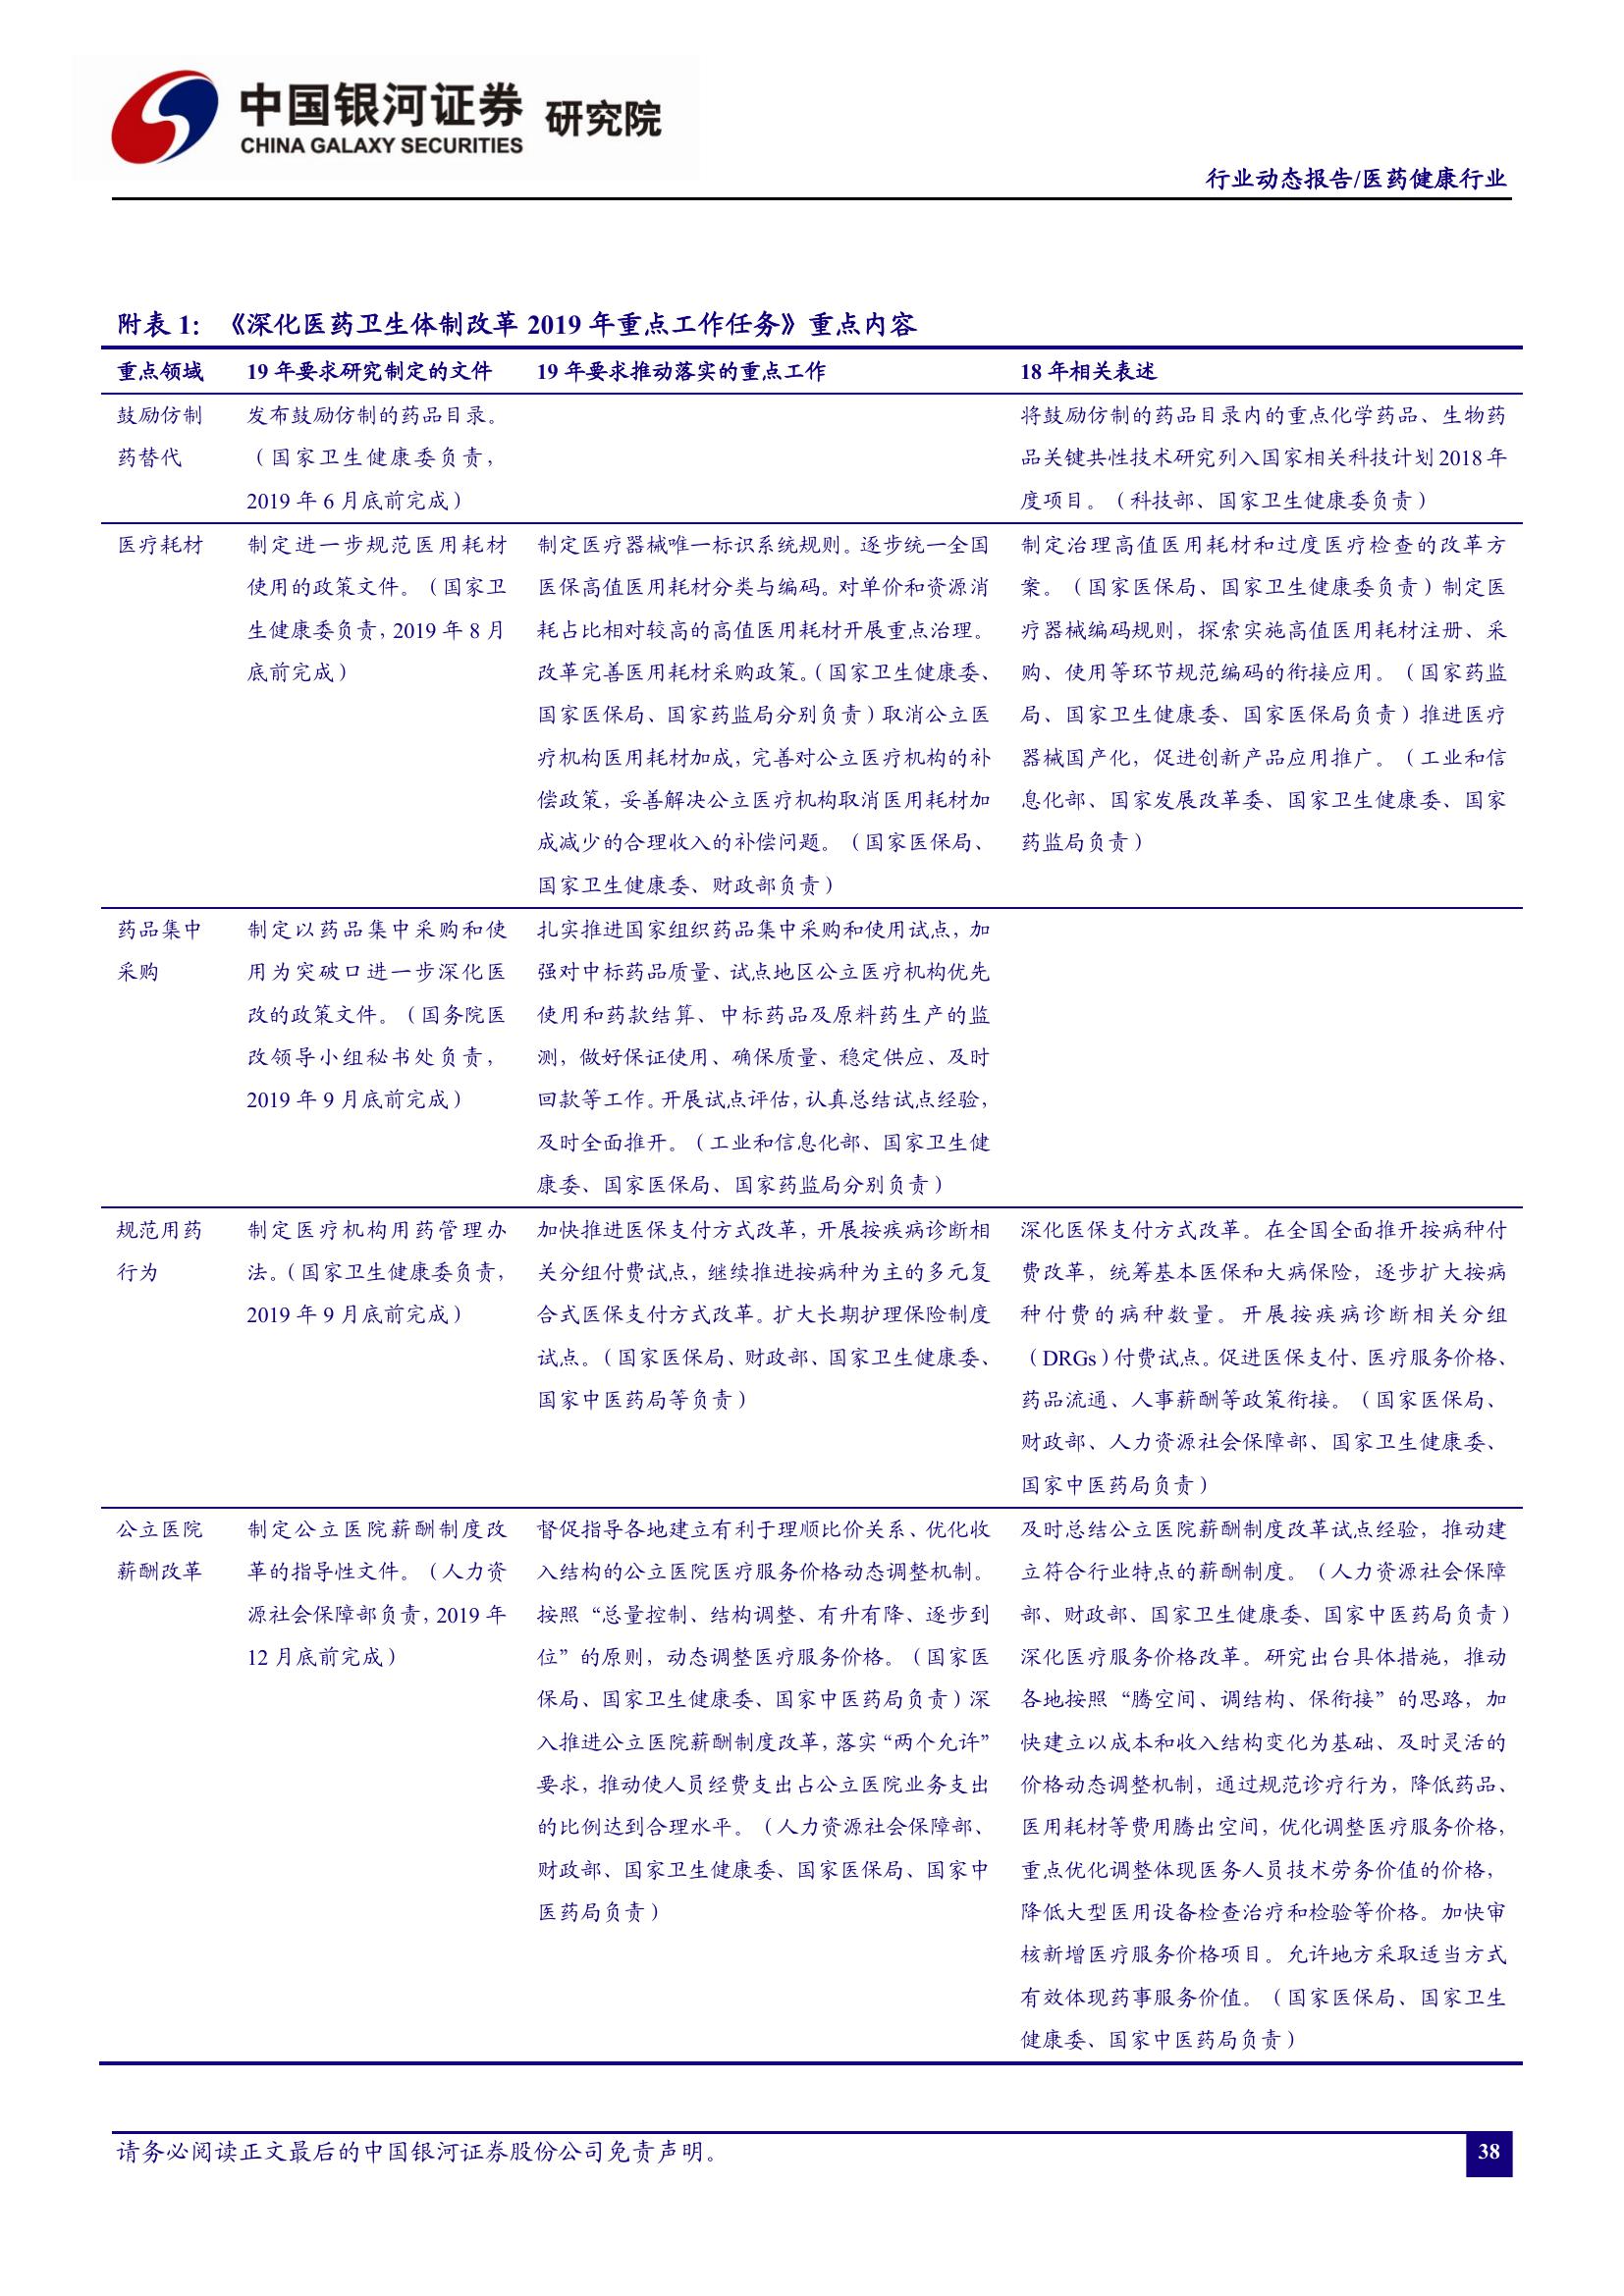 中国银河证券 研究院
CHINA GALAXY SECURITIES
行业动态报告/医药健康行业
附表 1： 《深化医药卫生体制改革 2019 年重点工作任务》重点内容
重点领域
19 年要求研究制定的文件
19 年要求推动落实的重点工作
18 年相关表述
鼓励仿制
药替代
发布鼓励仿制的药品目录。
（国家卫生健康委负责，
2019 年 6 月底前完成）
将鼓励仿制的药品目录内的重点化学药品、生物药
品关键共性技术研究列入国家相关科技计划 2018 年
度项目。（科技部、国家卫生健康委负责）
医疗耗材
制定进一步规范医用耗材
使用的政策文件。（国家卫
生健康委负责，2019 年 8 月
底前完成）
制定医疗器械唯一标识系统规则。逐步统一全国
医保高值医用耗材分类与编码。对单价和资源消
耗占比相对较高的高值医用耗材开展重点治理。
改革完善医用耗材采购政策。（国家卫生健康委、
国家医保局、国家药监局分别负责）取消公立医
疗机构医用耗材加成，完善对公立医疗机构的补
偿政策，妥善解决公立医疗机构取消医用耗材加
成减少的合理收入的补偿问题。（国家医保局、
国家卫生健康委、财政部负责）
制定治理高值医用耗材和过度医疗检查的改革方
案。（国家医保局、国家卫生健康委负责）制定医
疗器械编码规则，探索实施高值医用耗材注册、采
购、使用等环节规范编码的衔接应用。（国家药监
局、国家卫生健康委、国家医保局负责）推进医疗
器械国产化，促进创新产品应用推广。（工业和信
息化部、国家发展改革委、国家卫生健康委、国家
药监局负责）
药品集中
采购
制定以药品集中采购和使
用为突破口进一步深化医
改的政策文件。（国务院医
改领导小组秘书处负责，
2019 年 9 月底前完成）
扎实推进国家组织药品集中采购和使用试点，加
强对中标药品质量、试点地区公立医疗机构优先
使用和药款结算、中标药品及原料药生产的监
测，做好保证使用、确保质量、稳定供应、及时
回款等工作。开展试点评估，认真总结试点经验，
及时全面推开。（工业和信息化部、国家卫生健
康委、国家医保局、国家药监局分别负责）
规范用药
行为
制定医疗机构用药管理办
法。（国家卫生健康委负责，
2019 年 9 月底前完成）
加快推进医保支付方式改革，开展按疾病诊断相
关分组付费试点，继续推进按病种为主的多元复
合式医保支付方式改革。扩大长期护理保险制度
试点。（国家医保局、财政部、国家卫生健康委、
国家中医药局等负责）
深化医保支付方式改革。在全国全面推开按病种付
费改革，统筹基本医保和大病保险，逐步扩大按病
种付费的病种数量。开展按疾病诊断相关分组
（DRGs）付费试点。促进医保支付、医疗服务价格、
药品流通、人事薪酬等政策衔接。（国家医保局、
财政部、人力资源社会保障部、国家卫生健康委、
国家中医药局负责）
公立医院
薪酬改革
制定公立医院薪酬制度改
革的指导性文件。（人力资
源社会保障部负责，2019 年
12 月底前完成）
督促指导各地建立有利于理顺比价关系、优化收
入结构的公立医院医疗服务价格动态调整机制。
按照“总量控制、结构调整、有升有降、逐步到
位”的原则，动态调整医疗服务价格。（国家医
保局、国家卫生健康委、国家中医药局负责）深
入推进公立医院薪酬制度改革，落实“两个允许”
要求，推动使人员经费支出占公立医院业务支出
的比例达到合理水平。（人力资源社会保障部、
财政部、国家卫生健康委、国家医保局、国家中
医药局负责）
及时总结公立医院薪酬制度改革试点经验，推动建
立符合行业特点的薪酬制度。（人力资源社会保障
部、财政部、国家卫生健康委、国家中医药局负责）
深化医疗服务价格改革。研究出台具体措施，推动
各地按照“腾空间、调结构、保衔接”的思路，加
快建立以成本和收入结构变化为基础、及时灵活的
价格动态调整机制，通过规范诊疗行为，降低药品、
医用耗材等费用腾出空间，优化调整医疗服务价格，
重点优化调整体现医务人员技术劳务价值的价格，
降低大型医用设备检查治疗和检验等价格。加快审
核新增医疗服务价格项目。允许地方采取适当方式
有效体现药事服务价值。（国家医保局、国家卫生
健康委、国家中医药局负责）
请务必阅读正文最后的中国银河证券股份公司免责声明。
38